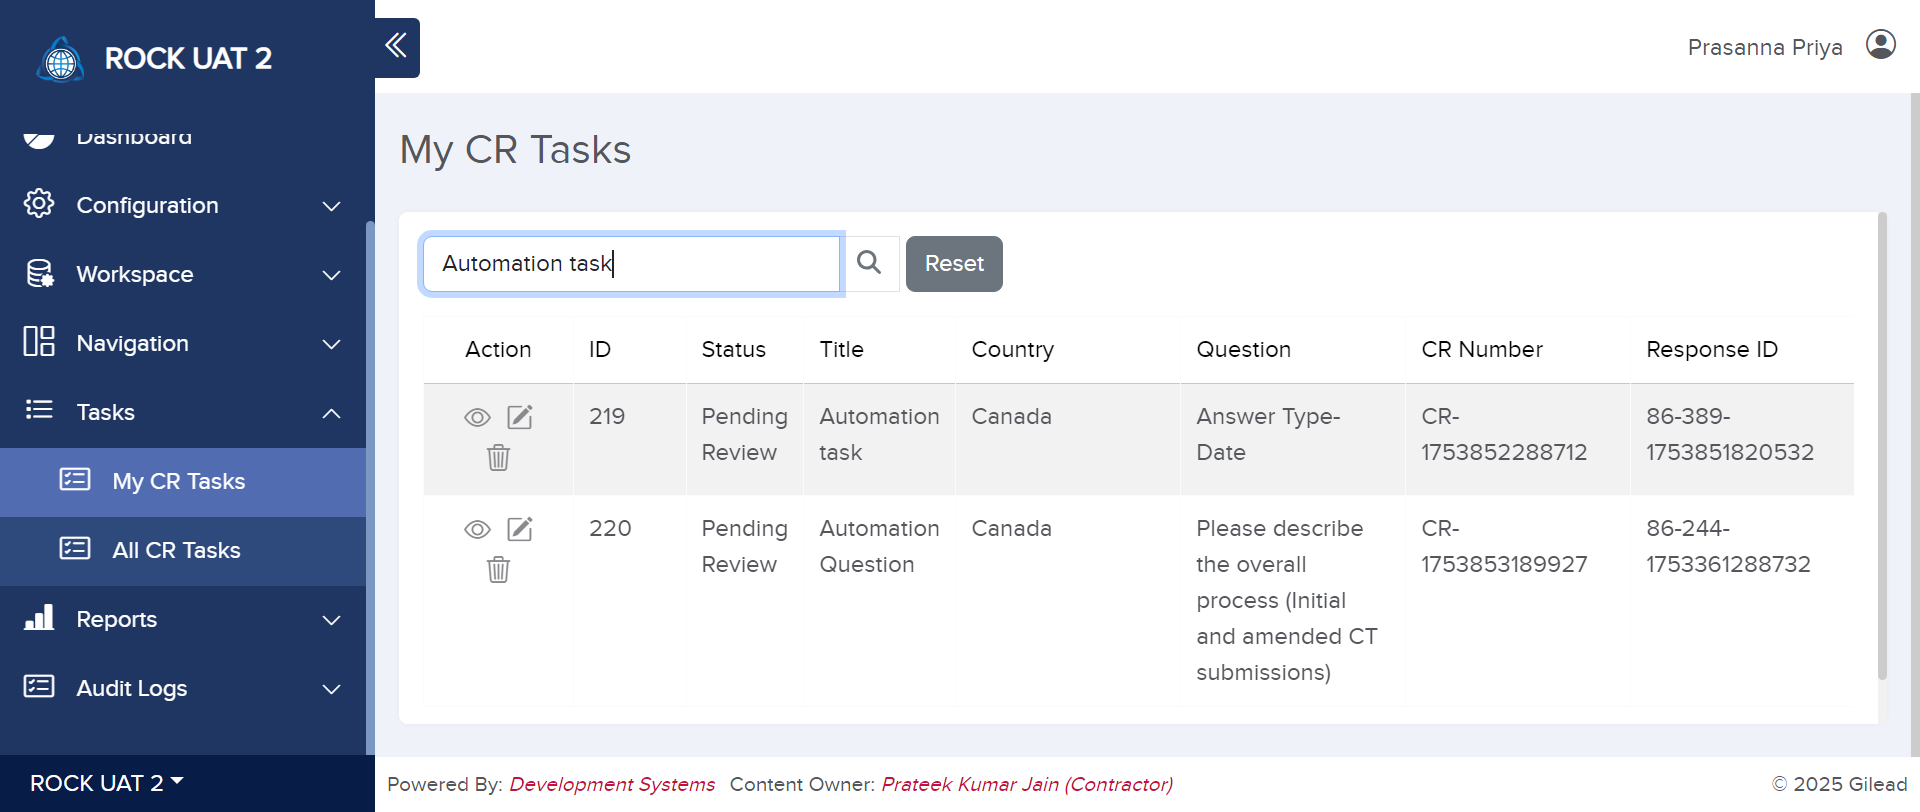 ROCK UAT 2
Prasanna Priya
Dashboard
Configuration
Workspace
Navigation
Tasks
My CR Tasks
All CR Tasks
Reports
Audit Logs
ROCK UAT 2
My CR Tasks
Automation task
Reset
Action ID Status Title Country Question CR Number Response ID
219 Pending Automation Canada Answer Type- CR- 86-389-
Review task Date 1753852288712 1753851820532
220 Pending Automation Canada Please describe CR- 86-244-
Review Question the overall 1753853189927 1753361288732
process (Initial
and amended CT
submissions)
Powered By: Development Systems Content Owner: Prateek Kumar Jain (Contractor)
© 2025 Gilead